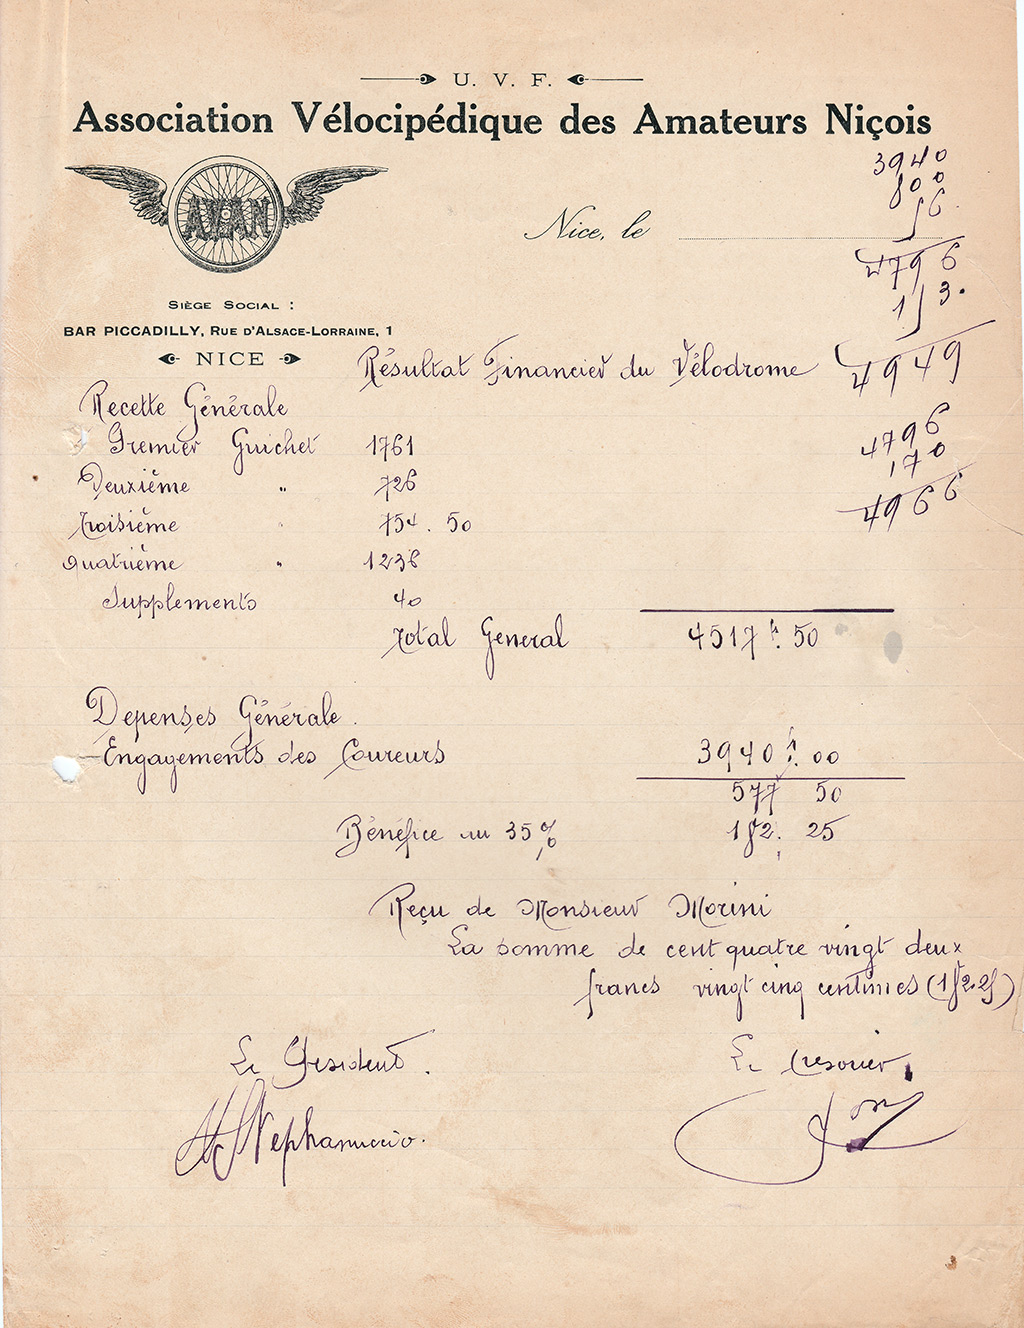 U. V. F.
Association Vélocipédique des Amateurs Niçois
AVAN
Nice, le
3940
800
56.
4796
153.
4949
4796
170
4966
Siège Social :
BAR PICCADILLY, Rue d'Alsace-Lorraine, 1
NICE
Résultat Financier du Vélodrome
Recette Générale
Premier Guichet 1761
Deuxième " 726
Troisième " 754.50
quatrième " 1236
Supplements 40
Total General 4517 f. 50
Depenses Générale.
Engagements des Coureurs 3940 f. 00
577 50
Bénéfice au 35% 182. 25
Reçu de Monsieur Morini
La somme de cent quatre vingt deux
francs vingt cinq centimes (182.25)
Le President.
Le tresorier